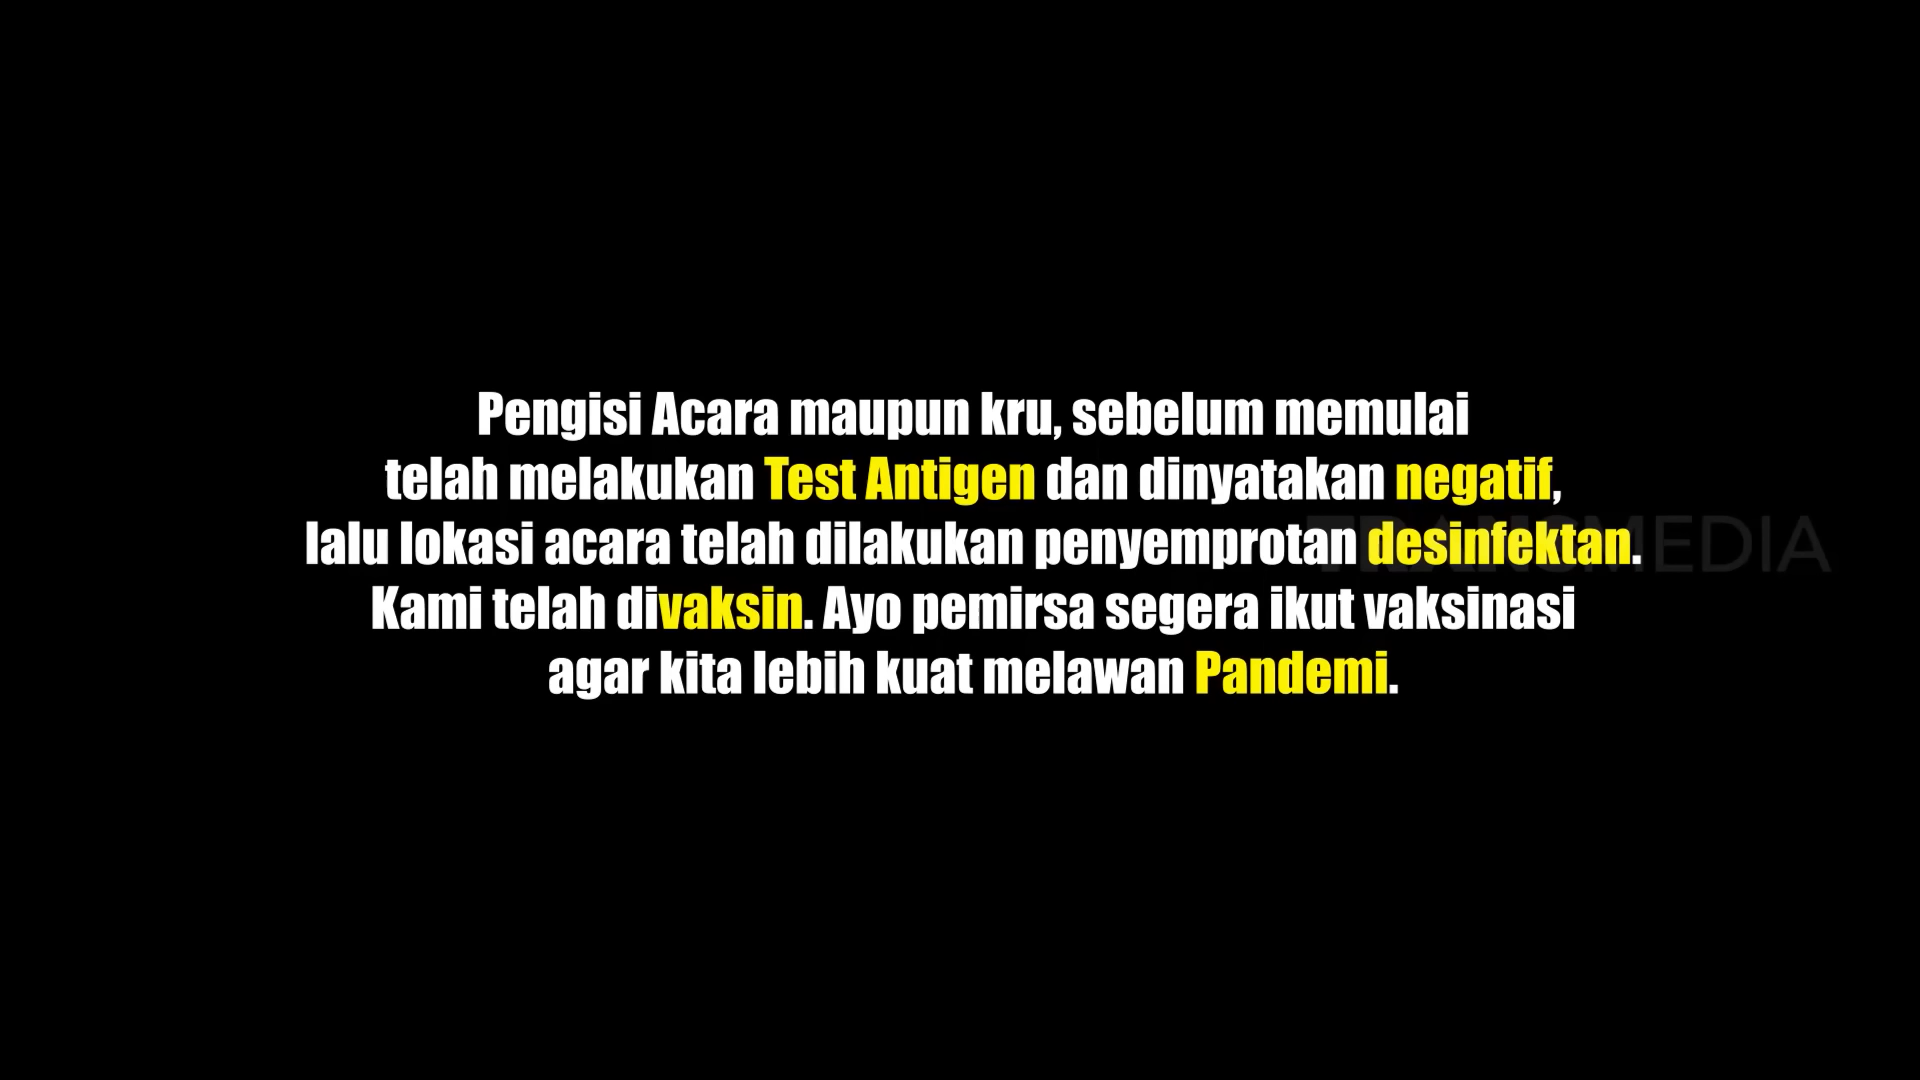 Pengisi Acara maupun kru, sebelum memulai
telah melakukan Test Antigen dan dinyatakan negatif,
lalu lokasi acara telah dilakukan penyemprotan desinfektan.
Kami telah divaksin. Ayo pemirsa segera ikut vaksinasi
agar kita lebih kuat melawan Pandemi.
TRANSMEDIA